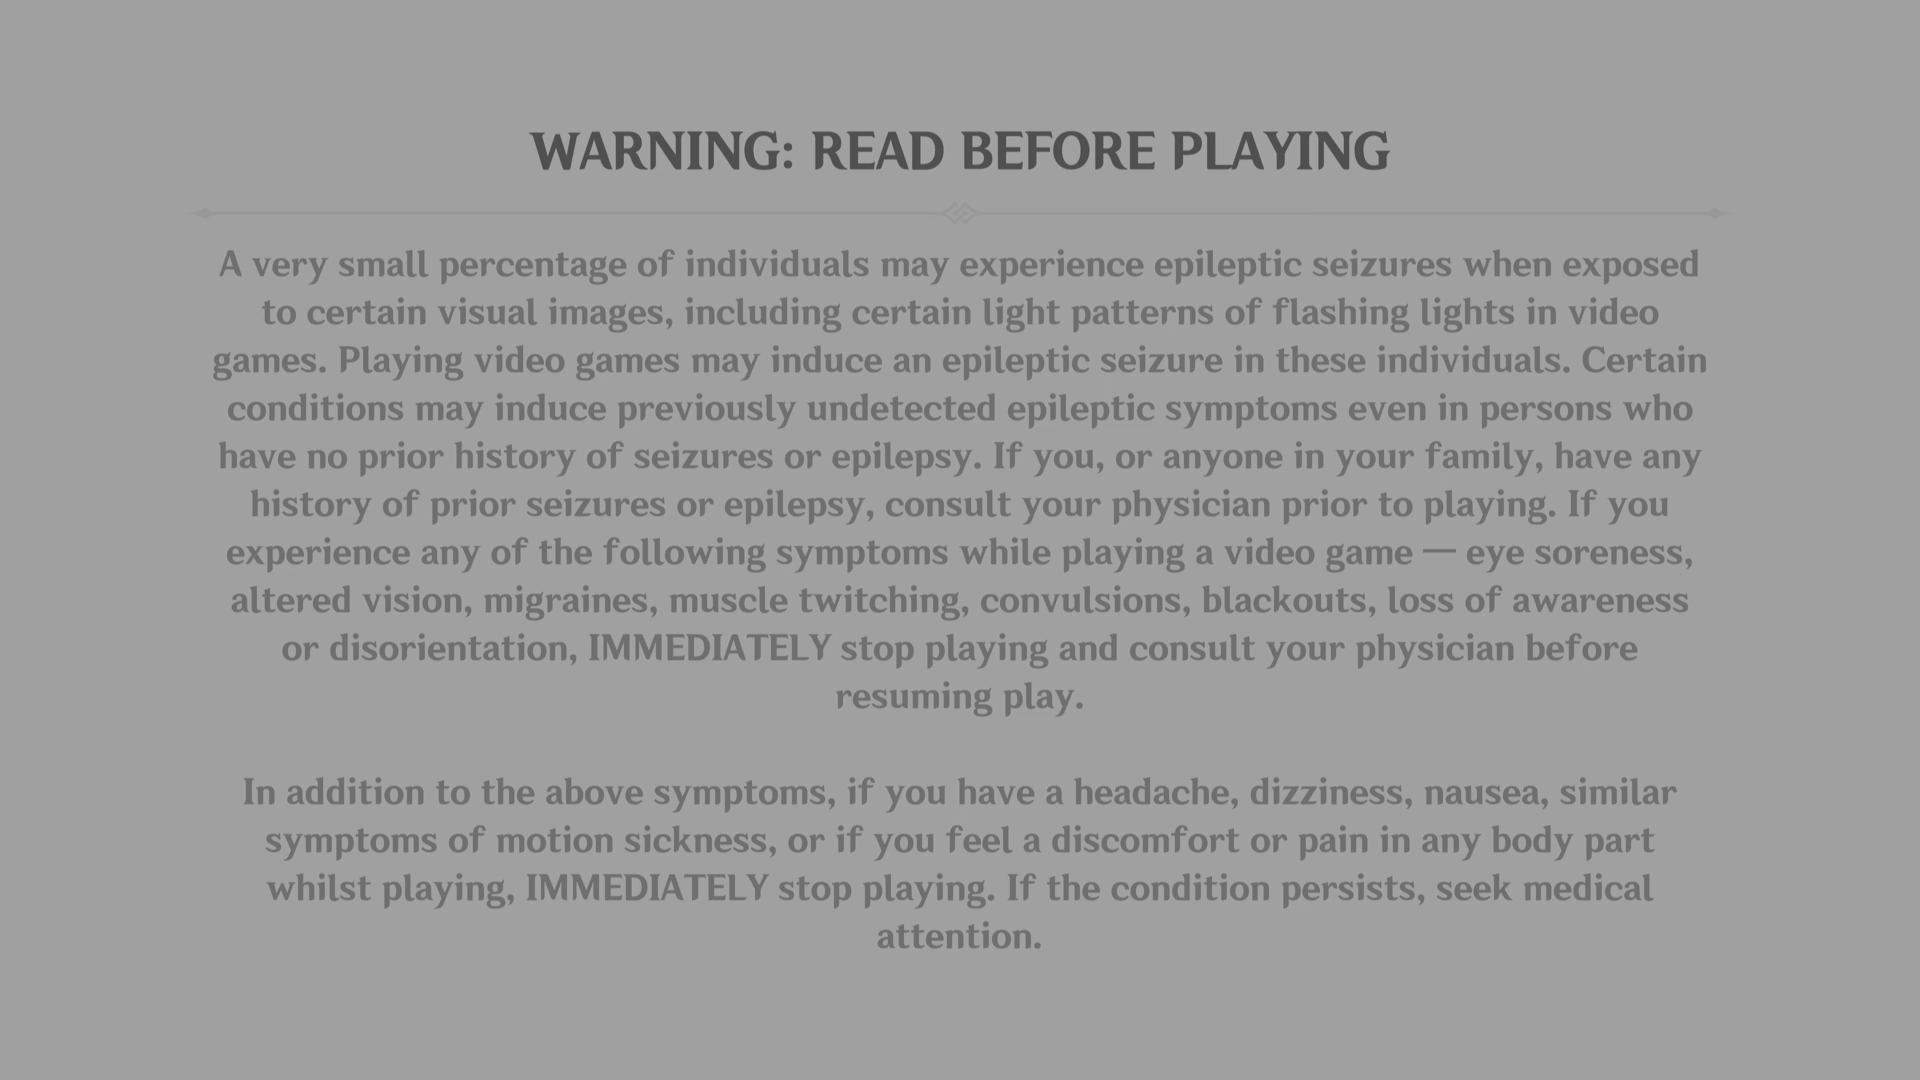 WARNING: READ BEFORE PLAYING
A very small percentage of individuals may experience epileptic seizures when exposed
to certain visual images, including certain light patterns of flashing lights in video
games. Playing video games may induce an epileptic seizure in these individuals. Certain
conditions may induce previously undetected epileptic symptoms even in persons who
have no prior history of seizures or epilepsy. If you, or anyone in your family, have any
history of prior seizures or epilepsy, consult your physician prior to playing. If you
experience any of the following symptoms while playing a video game — eye soreness,
altered vision, migraines, muscle twitching, convulsions, blackouts, loss of awareness
or disorientation, IMMEDIATELY stop playing and consult your physician before
resuming play.
In addition to the above symptoms, if you have a headache, dizziness, nausea, similar
symptoms of motion sickness, or if you feel a discomfort or pain in any body part
whilst playing, IMMEDIATELY stop playing. If the condition persists, seek medical
attention.